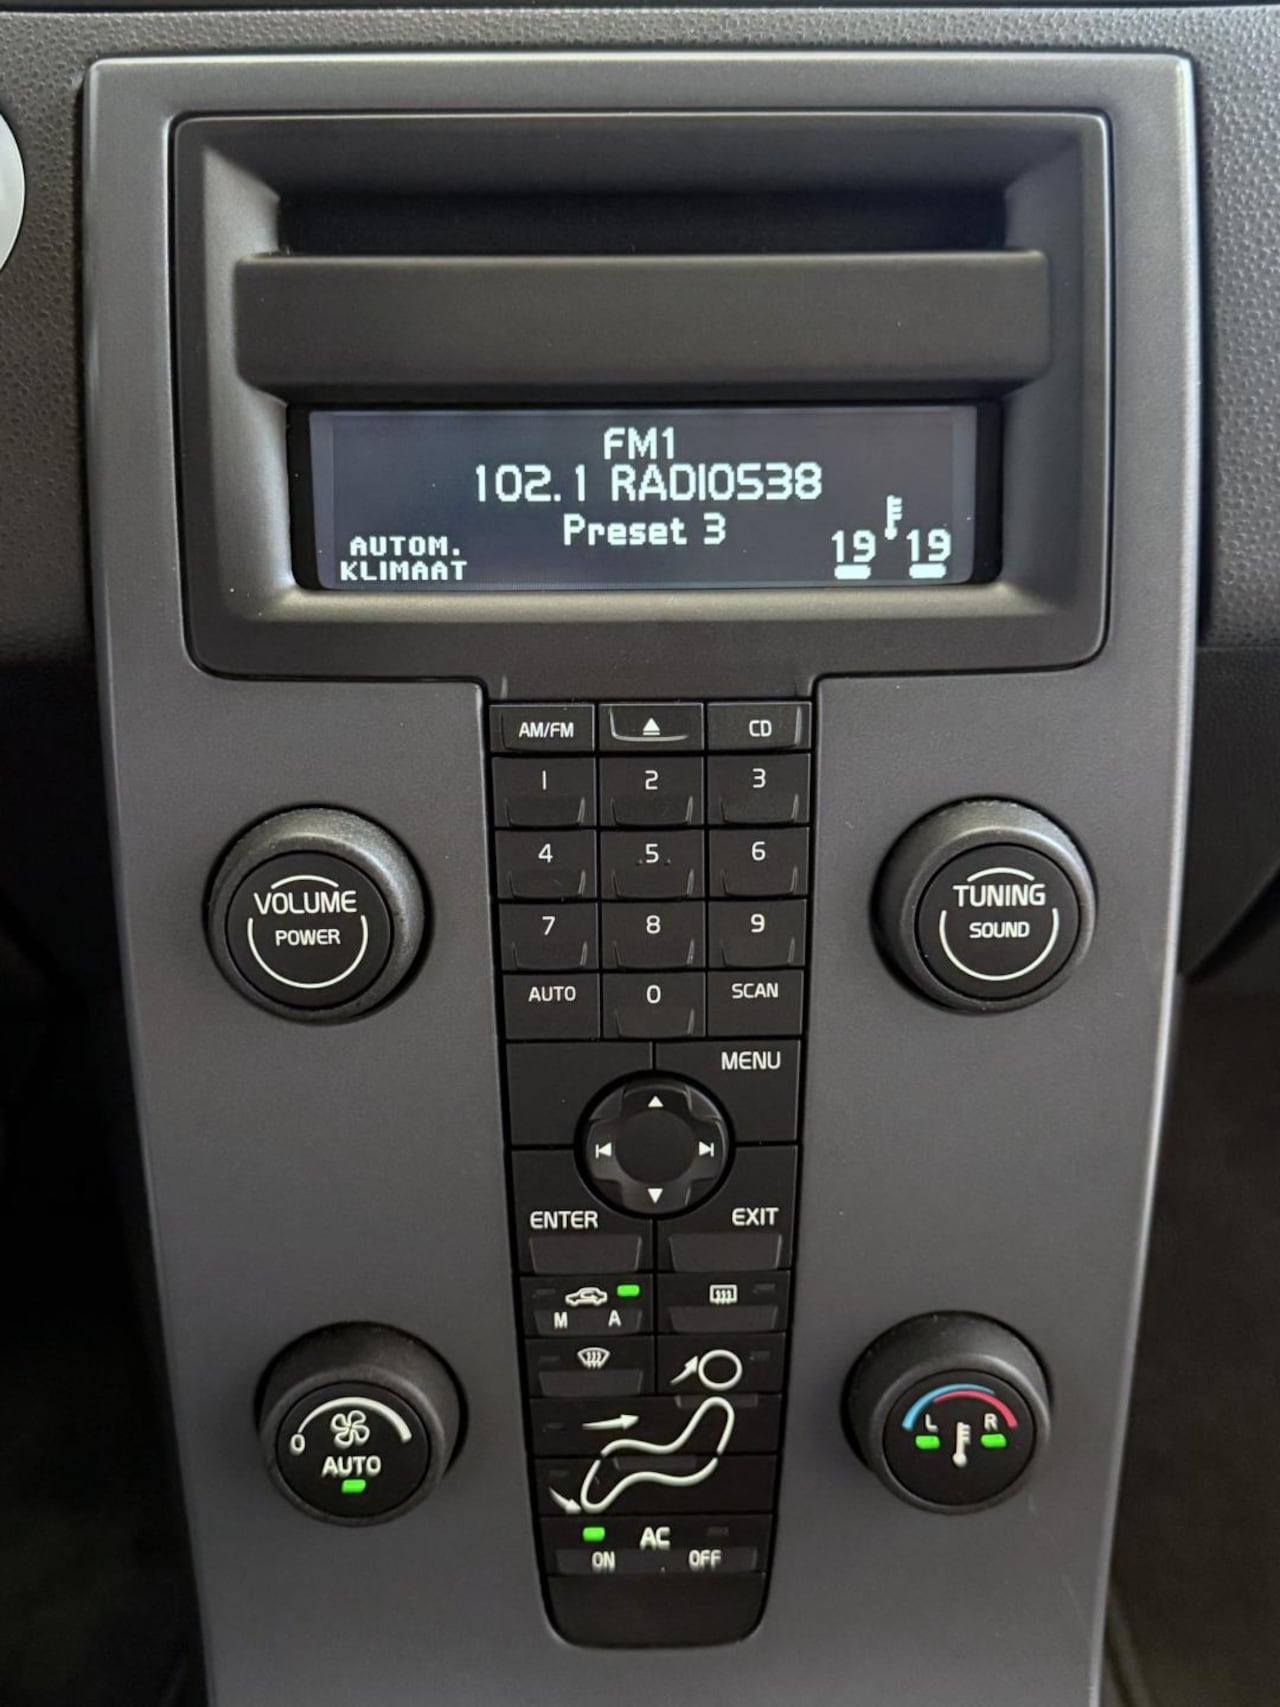 FM1
102.1 RADIO538
Preset 3
AUTOM.
KLIMAAT
19 19
AM/FM CD
1 2 3
4 5 6
7 8 9
AUTO 0 SCAN
VOLUME
POWER
TUNING
SOUND
MENU
ENTER EXIT
M A
0
AUTO
L R
AC
ON OFF